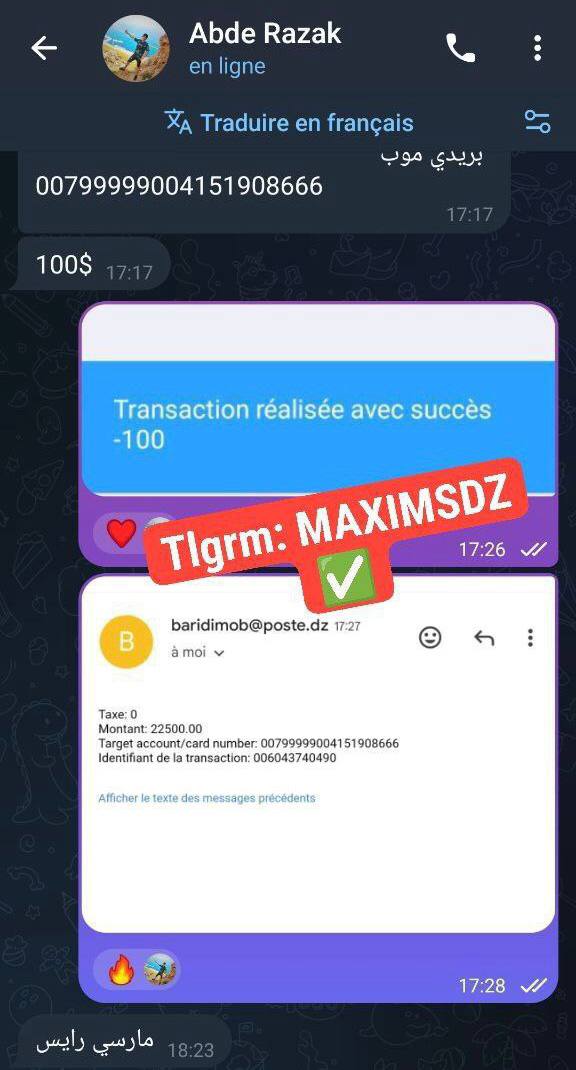 Abde Razak
en ligne
Traduire en français
بريدي موب
00799999004151908666
17:17
100$ 17:17
Transaction réalisée avec succès
-100
Tlgrm: MAXIMSDZ
17:26
B
baridimob@poste.dz 17:27
à moi
Taxe: 0
Montant: 22500.00
Target account/card number: 00799999004151908666
Identifiant de la transaction: 006043740490
Afficher le texte des messages précédents
17:28
مارسي رايس 18:23